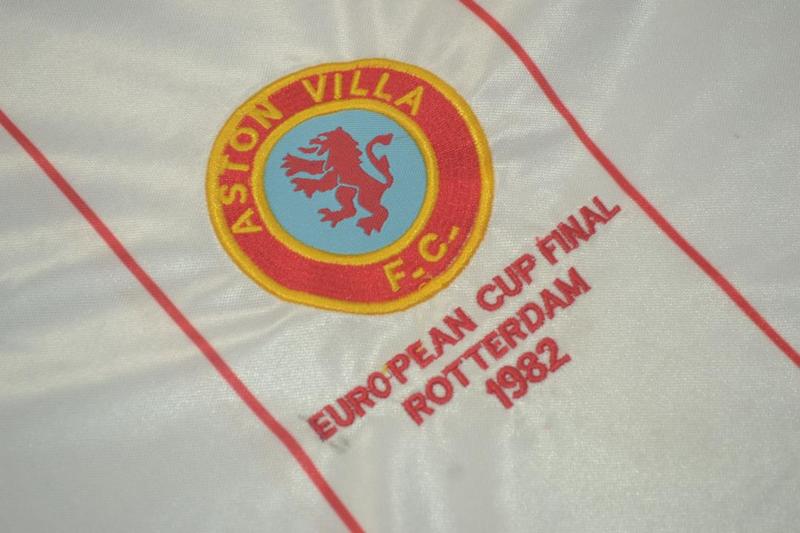 ASTON VILLA
F.C.
EUROPEAN CUP FINAL
ROTTERDAM
1982